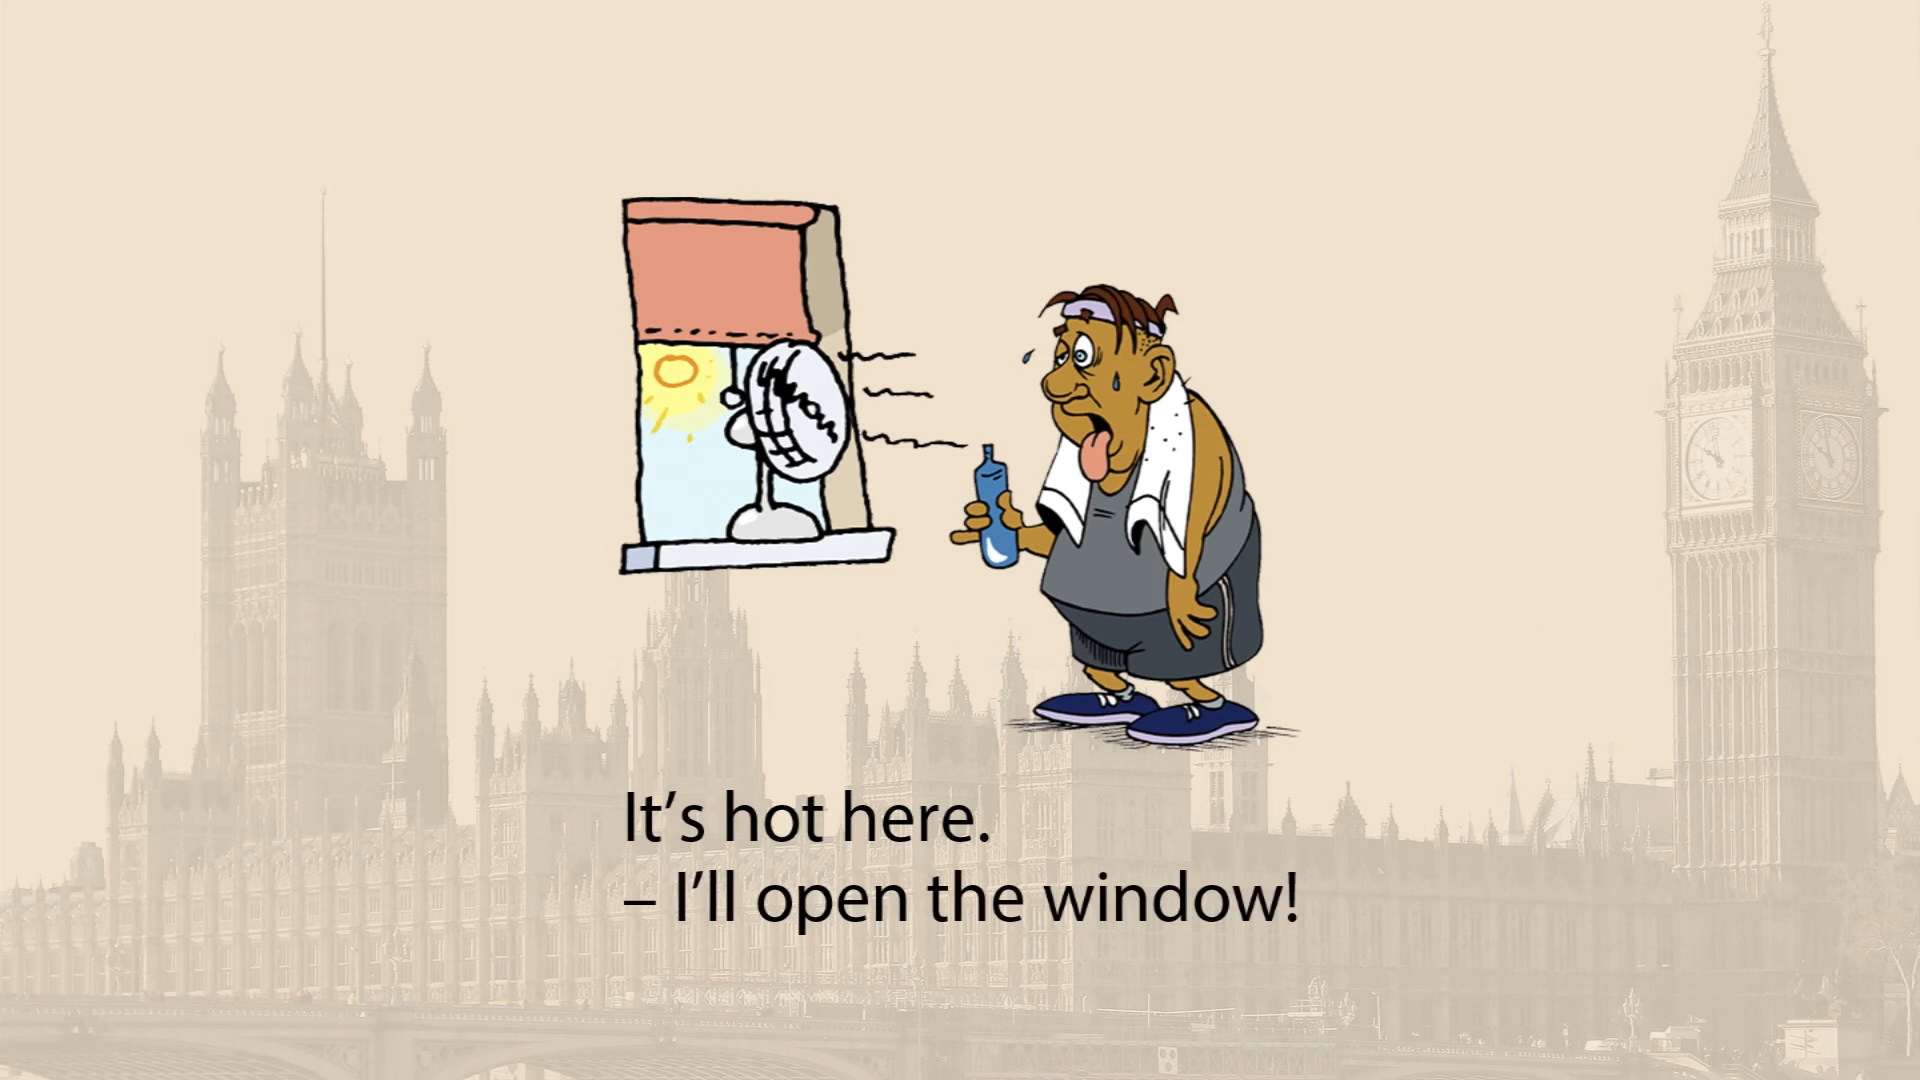 It’s hot here.
– I’ll open the window!